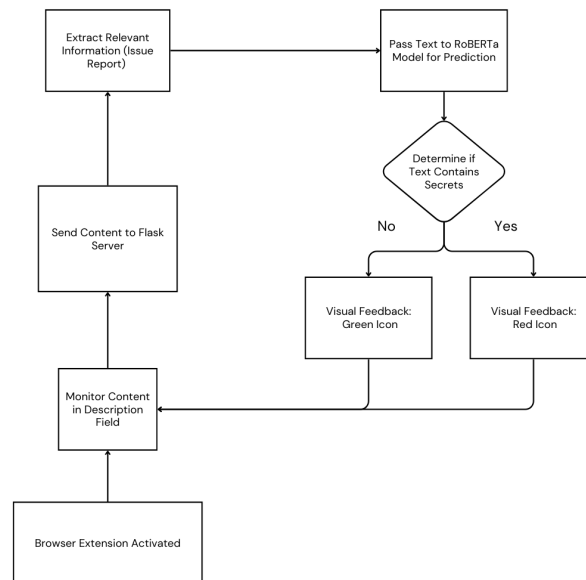 Extract Relevant
Information (Issue
Report)
Pass Text to RoBERTa
Model for Prediction
Determine if
Text Contains
Secrets
No
Yes
Send Content to Flask
Server
Visual Feedback:
Green Icon
Visual Feedback:
Red Icon
Monitor Content
in Description
Field
Browser Extension Activated